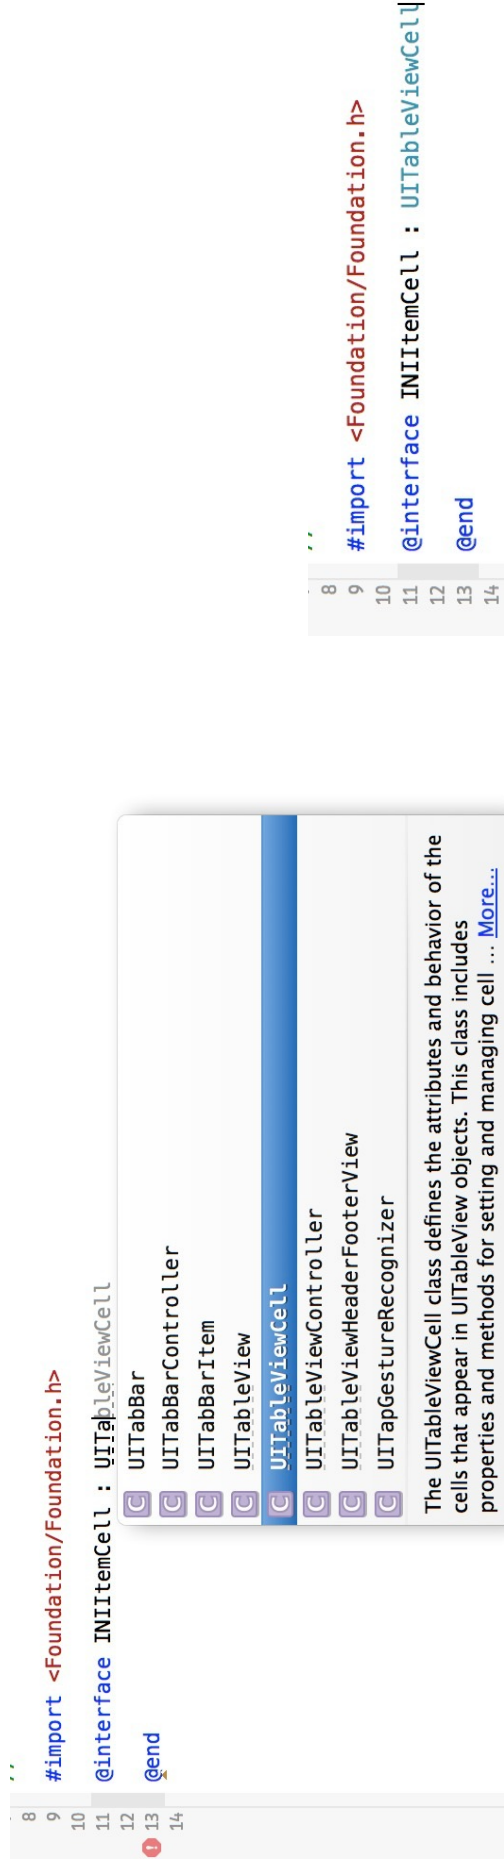 //
8
9 #import <Foundation/Foundation.h>
10
11 @interface INIItemCell : UITableViewCell
12
13 @end
14
UITabBar
UITabBarController
UITabBarItem
UITableView
UITableViewCell
UITableViewController
UITableViewHeaderFooterView
UITapGestureRecognizer
The UITableViewCell class defines the attributes and behavior of the
cells that appear in UITableView objects. This class includes
properties and methods for setting and managing cell ... More...
//
8
9 #import <Foundation/Foundation.h>
10
11 @interface INIItemCell : UITableViewCell
12
13 @end
14